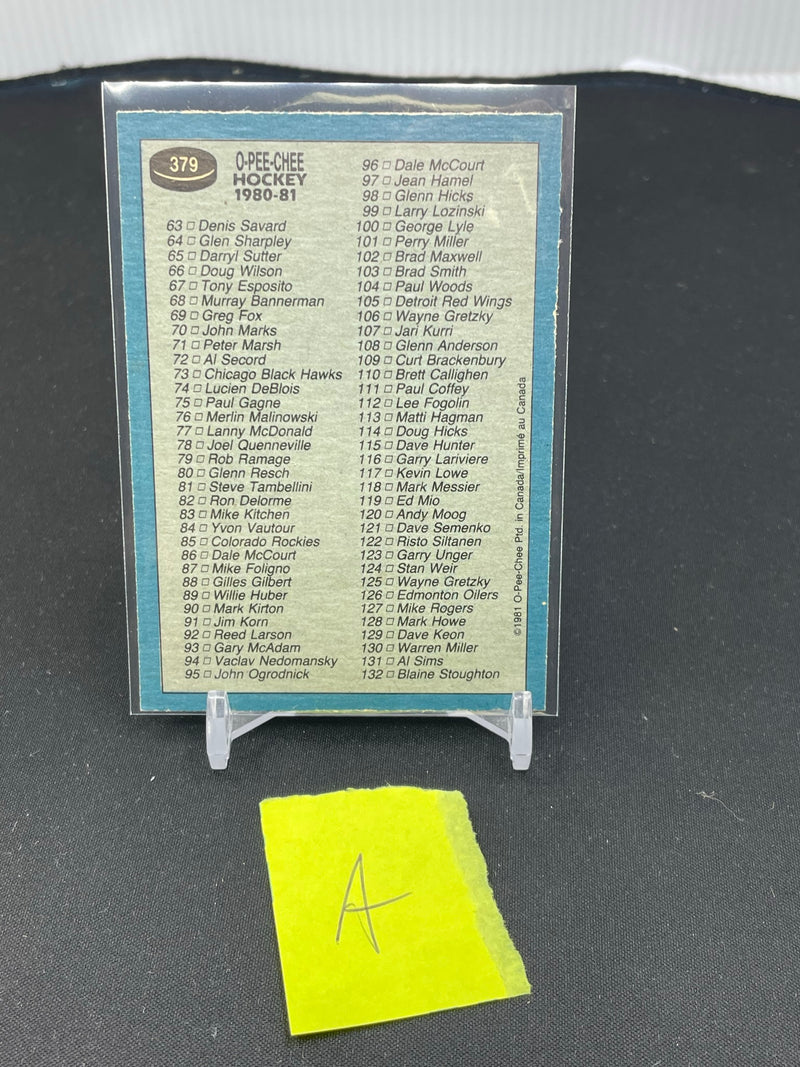 379
O-PEE-CHEE
HOCKEY
1980-81
63 □ Denis Savard
64 □ Glen Sharpley
65 □ Darryl Sutter
66 □ Doug Wilson
67 □ Tony Esposito
68 □ Murray Bannerman
69 □ Greg Fox
70 □ John Marks
71 □ Peter Marsh
72 □ Al Secord
73 □ Chicago Black Hawks
74 □ Lucien DeBlois
75 □ Paul Gagne
76 □ Merlin Malinowski
77 □ Lanny McDonald
78 □ Joel Quenneville
79 □ Rob Ramage
80 □ Glenn Resch
81 □ Steve Tambellini
82 □ Ron Delorme
83 □ Mike Kitchen
84 □ Yvon Vautour
85 □ Colorado Rockies
86 □ Dale McCourt
87 □ Mike Foligno
88 □ Gilles Gilbert
89 □ Willie Huber
90 □ Mark Kirton
91 □ Jim Korn
92 □ Reed Larson
93 □ Gary McAdam
94 □ Vaclav Nedomansky
95 □ John Ogrodnick
96 □ Dale McCourt
97 □ Jean Hamel
98 □ Glenn Hicks
99 □ Larry Lozinski
100 □ George Lyle
101 □ Perry Miller
102 □ Brad Maxwell
103 □ Brad Smith
104 □ Paul Woods
105 □ Detroit Red Wings
106 □ Wayne Gretzky
107 □ Jari Kurri
108 □ Glenn Anderson
109 □ Curt Brackenbury
110 □ Brett Callighen
111 □ Paul Coffey
112 □ Lee Fogolin
113 □ Matti Hagman
114 □ Doug Hicks
115 □ Dave Hunter
116 □ Garry Lariviere
117 □ Kevin Lowe
118 □ Mark Messier
119 □ Ed Mio
120 □ Andy Moog
121 □ Dave Semenko
122 □ Risto Siltanen
123 □ Garry Unger
124 □ Stan Weir
125 □ Wayne Gretzky
126 □ Edmonton Oilers
127 □ Mike Rogers
128 □ Mark Howe
129 □ Dave Keon
130 □ Warren Miller
131 □ Al Sims
132 □ Blaine Stoughton
©1981 O-Pee-Chee Ptd. in Canada/Imprimé au Canada
A